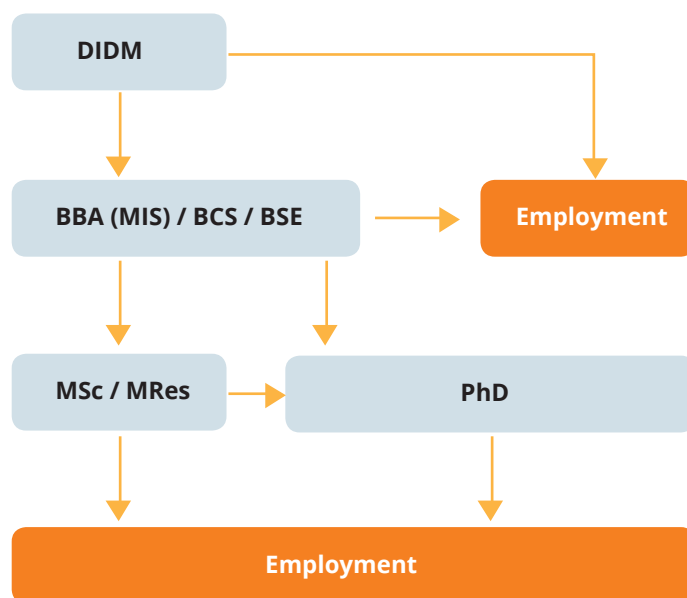 DIDM
BBA (MIS) / BCS / BSE
Employment
MSc / MRes
PhD
Employment